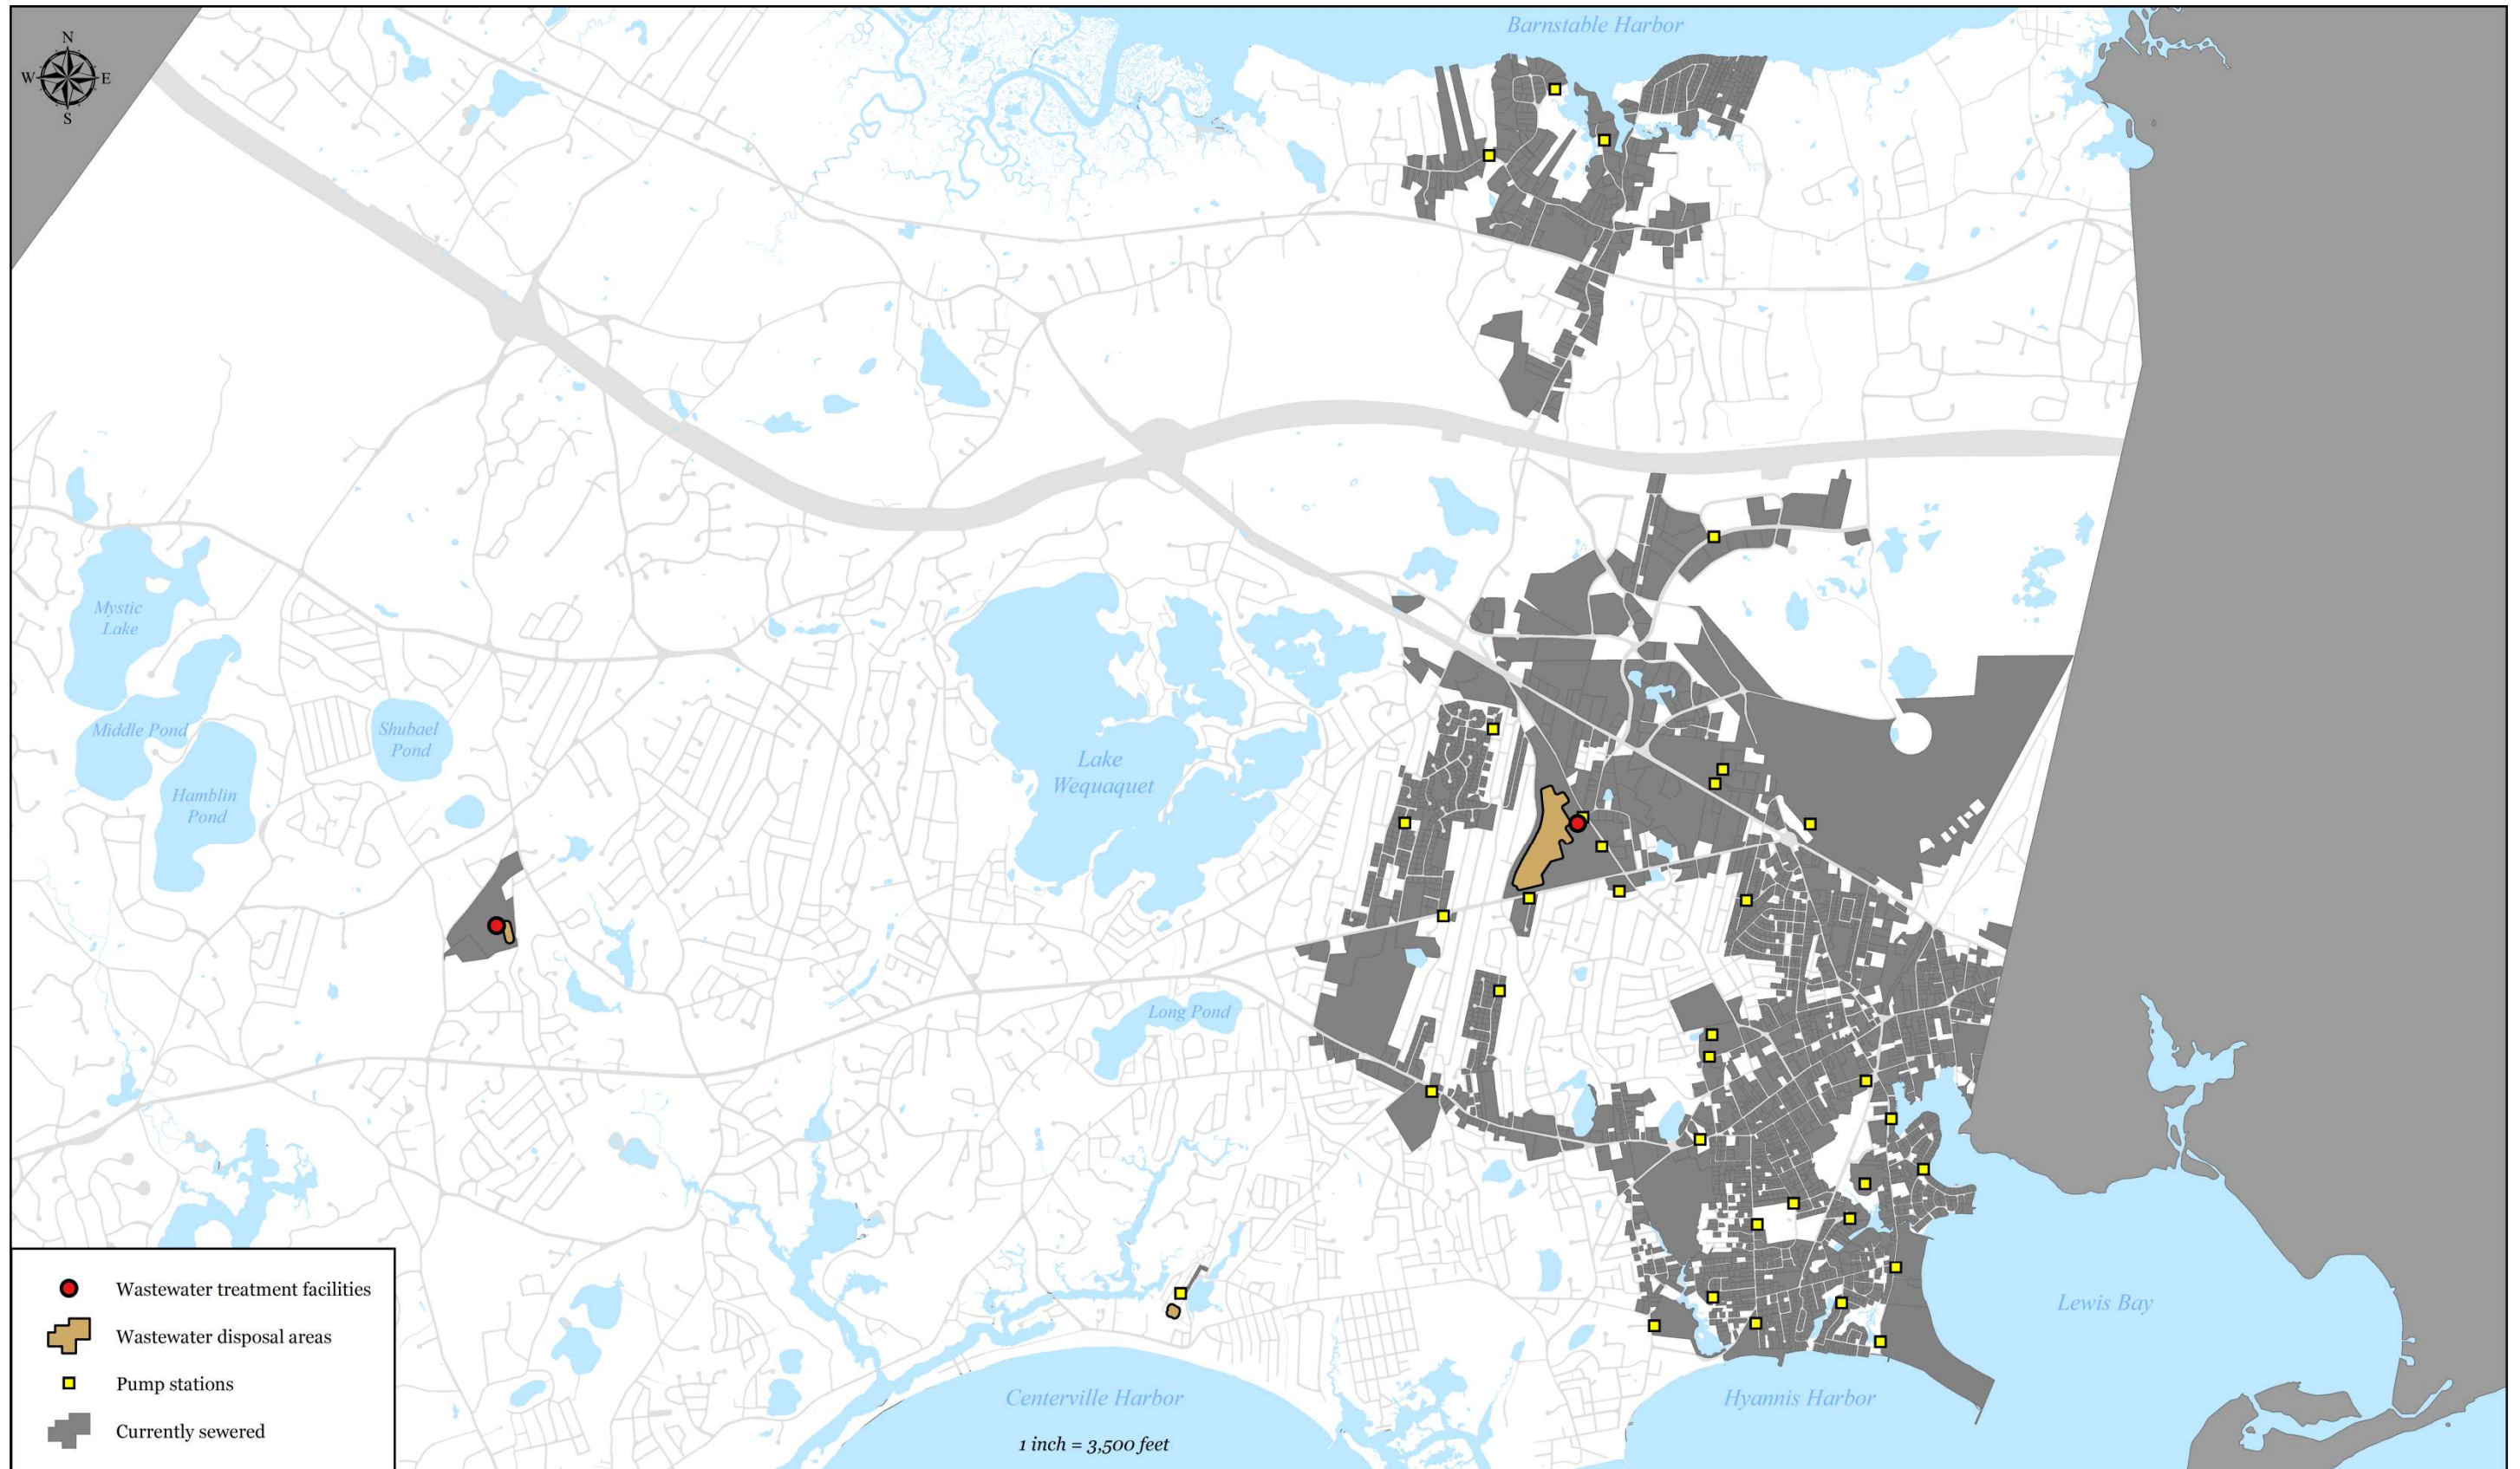 Barnstable Harbor
N
W E
S
Mystic
Lake
Middle Pond
Hamblin
Pond
Shubael
Pond
Lake
Wequaquet
Long Pond
Lewis Bay
Centerville Harbor
Hyannis Harbor
1 inch = 3,500 feet
Wastewater treatment facilities
Wastewater disposal areas
Pump stations
Currently sewered